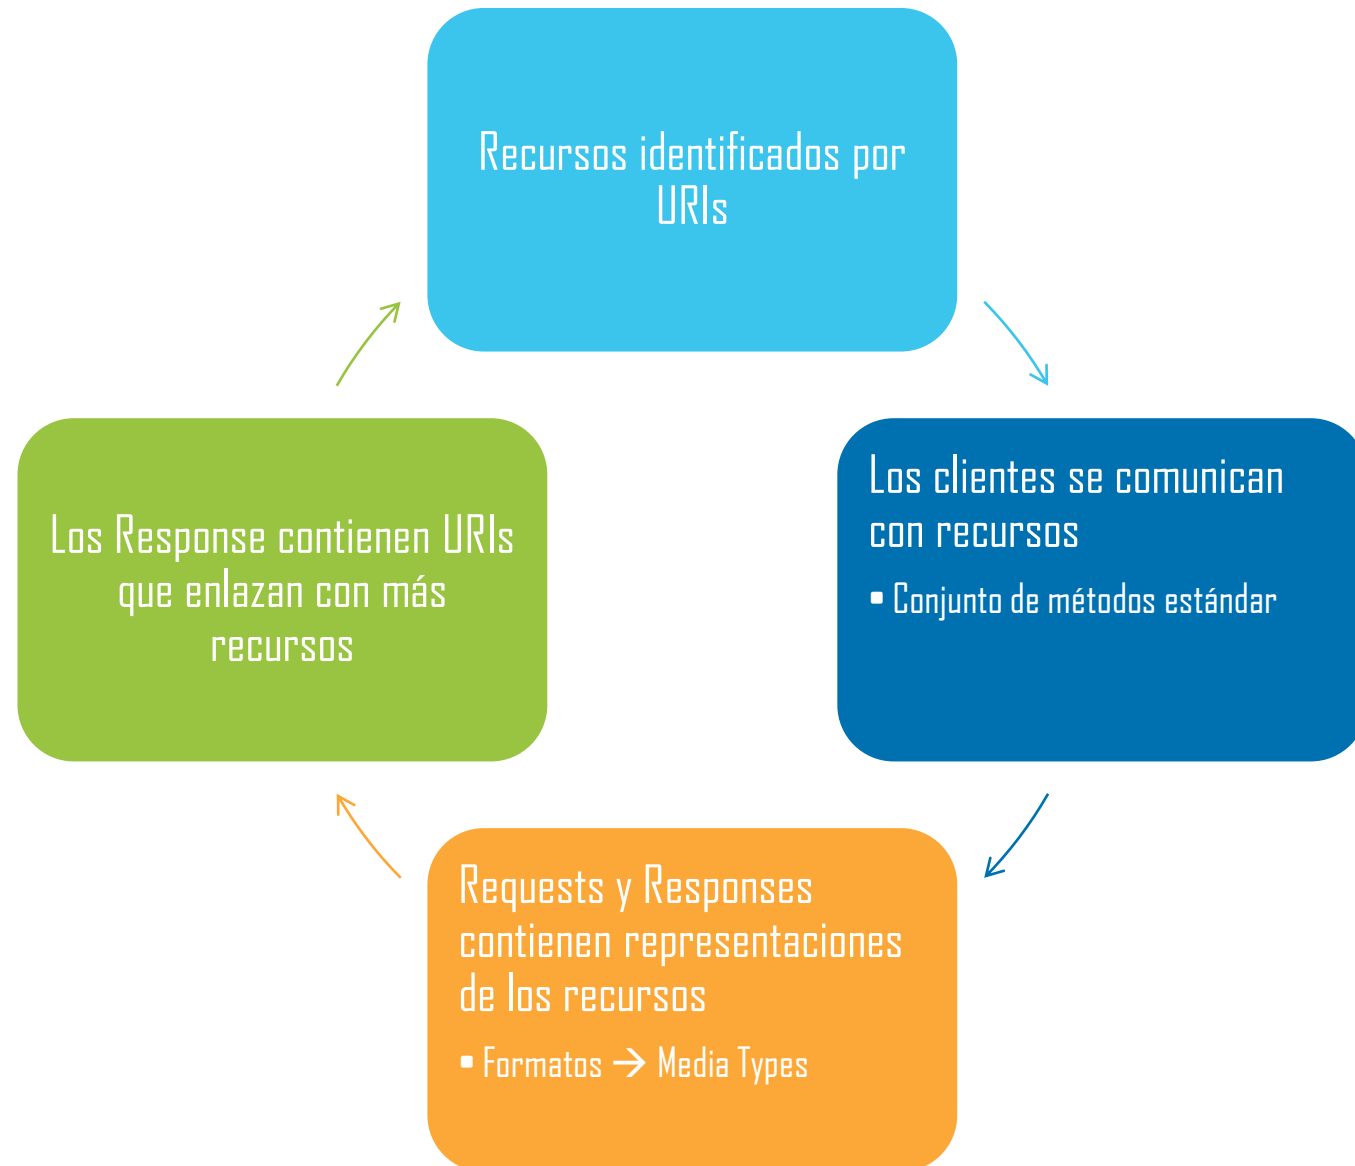 Recursos identificados por
URIs
Los clientes se comunican
con recursos
▪ Conjunto de métodos estándar
Requests y Responses
contienen representaciones
de los recursos
▪ Formatos → Media Types
Los Response contienen URIs
que enlazan con más
recursos